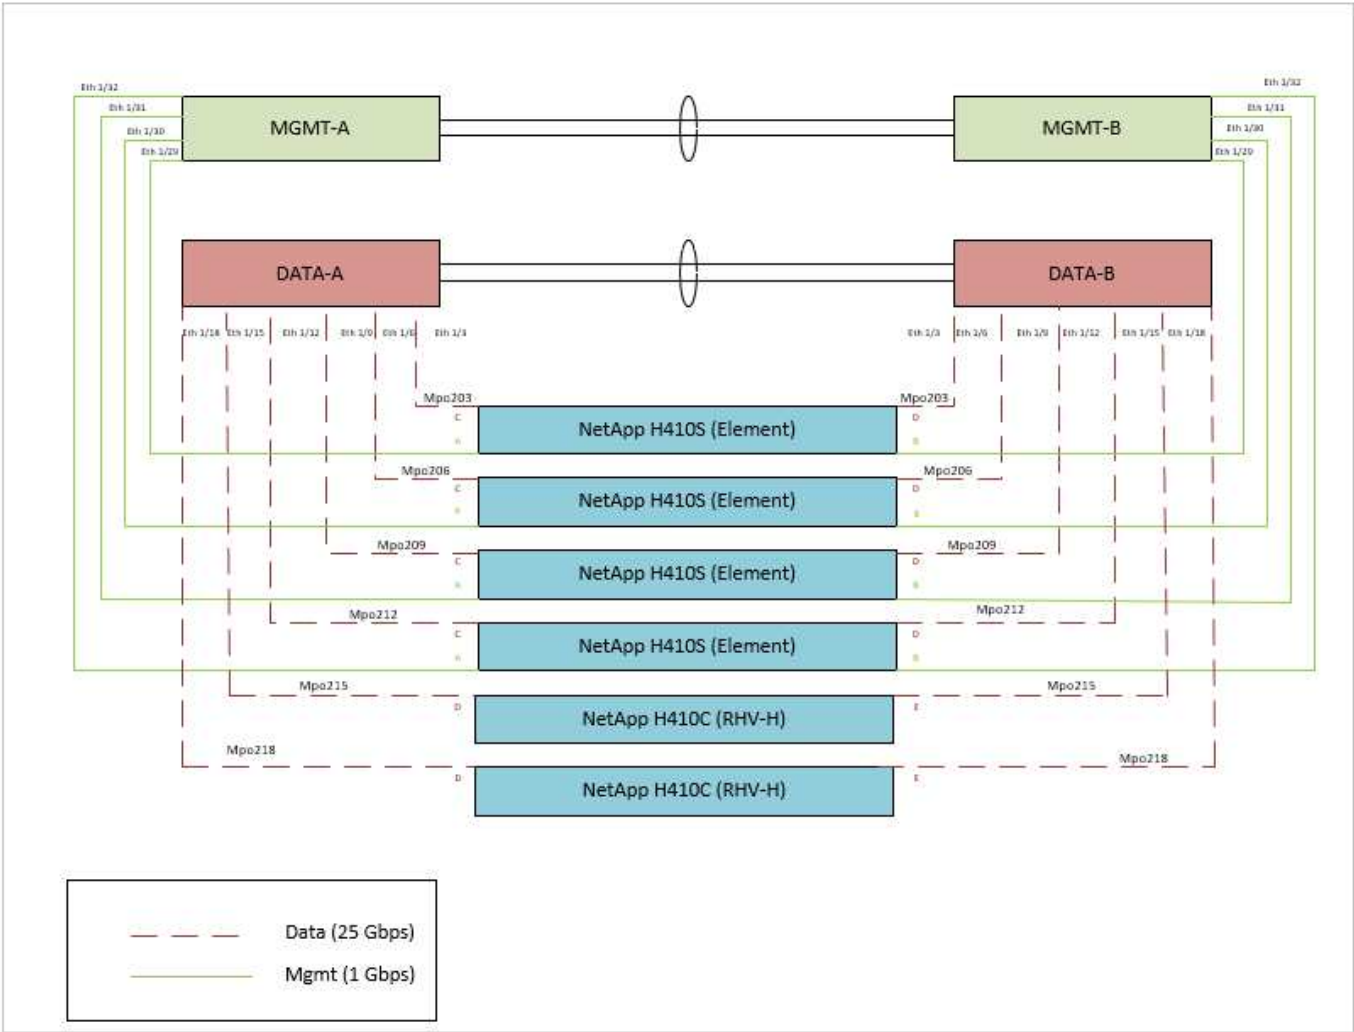 Eth 1/32
Eth 1/32
Eth 1/31
Eth 1/31
Eth 1/30
Eth 1/30
Eth 1/29
Eth 1/29
MGMT-A
MGMT-B
DATA-A
DATA-B
Eth 1/18 Eth 1/15 Eth 1/12 Eth 1/9 Eth 1/6 Eth 1/3
Eth 1/3 Eth 1/6 Eth 1/9 Eth 1/12 Eth 1/15 Eth 1/18
Mpo203
Mpo203
C
D
NetApp H410S (Element)
Mpo206
Mpo206
C
D
NetApp H410S (Element)
Mpo209
Mpo209
C
D
NetApp H410S (Element)
Mpo212
Mpo212
C
D
NetApp H410S (Element)
Mpo215
Mpo215
D
E
NetApp H410C (RHV-H)
Mpo218
Mpo218
D
E
NetApp H410C (RHV-H)
Data (25 Gbps)
Mgmt (1 Gbps)